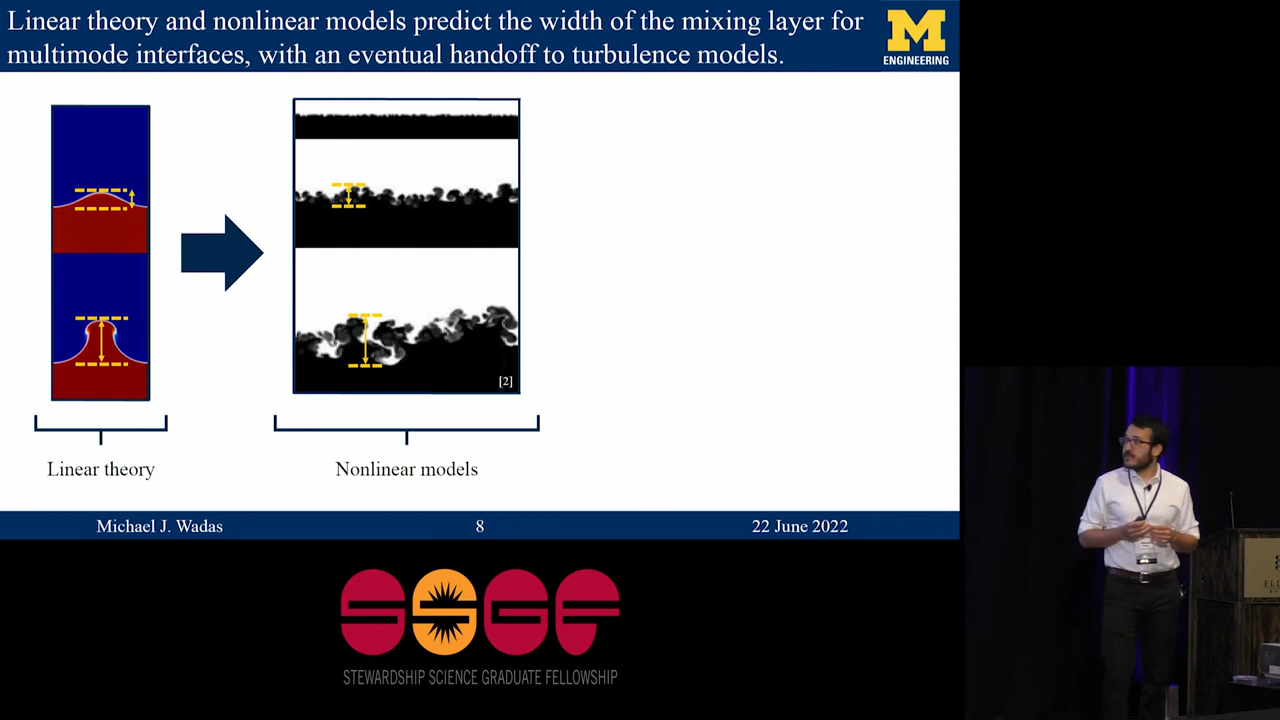 Linear theory and nonlinear models predict the width of the mixing layer for
multimode interfaces, with an eventual handoff to turbulence models.
M
ENGINEERING
[2]
Linear theory
Nonlinear models
Michael J. Wadas
8
22 June 2022
SSGF
STEWARDSHIP SCIENCE GRADUATE FELLOWSHIP